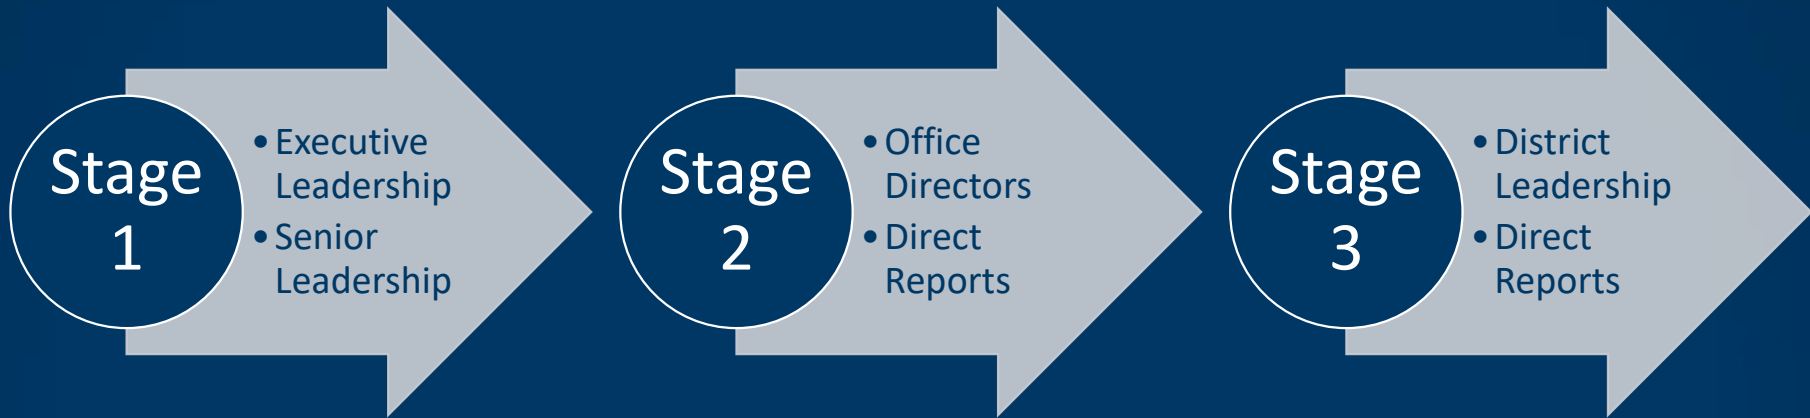 Stage
1
•Executive
Leadership
•Senior
Leadership
Stage
2
•Office
Directors
•Direct
Reports
Stage
3
•District
Leadership
•Direct
Reports